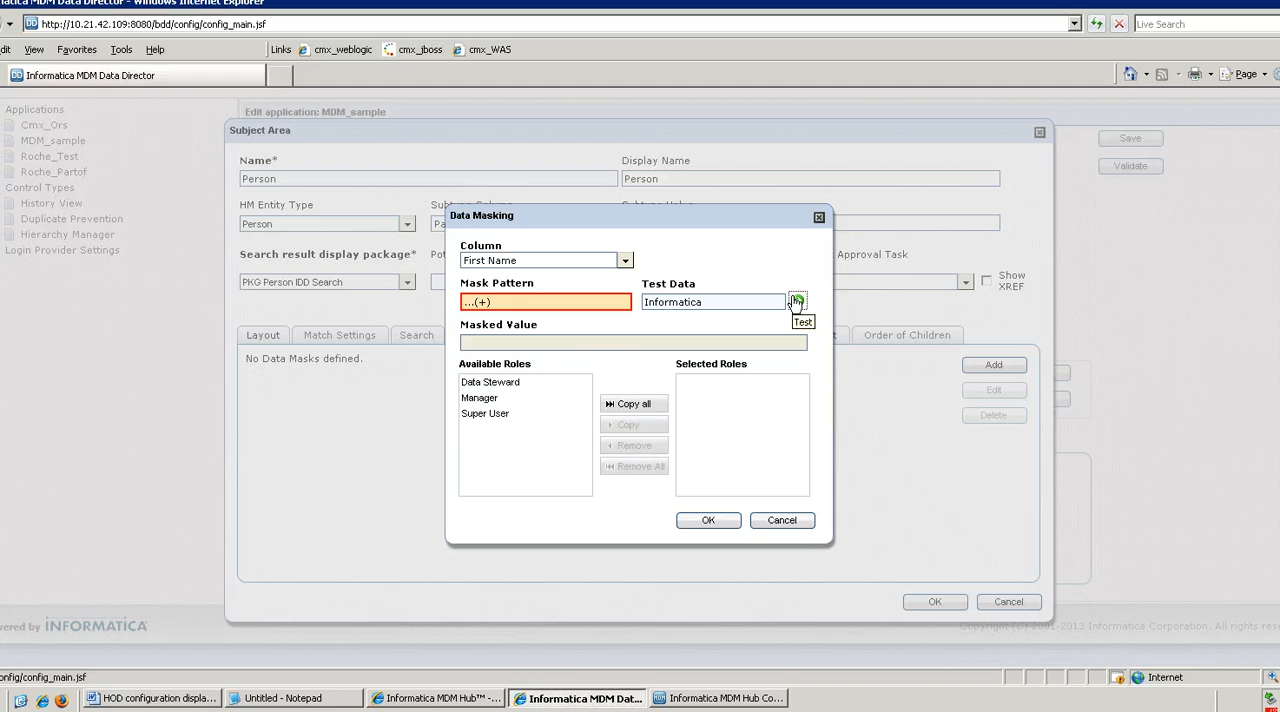 Informatica MDM Data Director - Windows Internet Explorer
http://10.21.42.109:8080/bdd/config/config_main.jsf
Live Search
View Favorites Tools Help
Links cmx_weblogic cmx_jboss cmx_WAS
Informatica MDM Data Director
Page
Applications
Cmx_Ors
MDM_sample
Roche_Test
Roche_Partof
Control Types
History View
Duplicate Prevention
Hierarchy Manager
Login Provider Settings
Edit application: MDM_sample
Save
Validate
Subject Area
Name*
Display Name
Person
Person
HM Entity Type
Person
Search result display package*
Approval Task
PKG Person IDD Search
Show
XREF
Layout Match Settings Search Order of Children
No Data Masks defined.
Add
Edit
Delete
Data Masking
Column
First Name
Mask Pattern
Test Data
...(+)
Informatica
Test
Masked Value
Available Roles
Selected Roles
Data Steward
Manager
Super User
Copy all
Copy
Remove
Remove All
OK Cancel
OK Cancel
INFORMATICA
Copyright (C) 2001-2013 Informatica Corporation. All rights reserve
nfig/config_main.jsf
Internet
HOD configuration displa...
Untitled - Notepad
Informatica MDM Hub™ -...
Informatica MDM Dat...
Informatica MDM Hub Co...